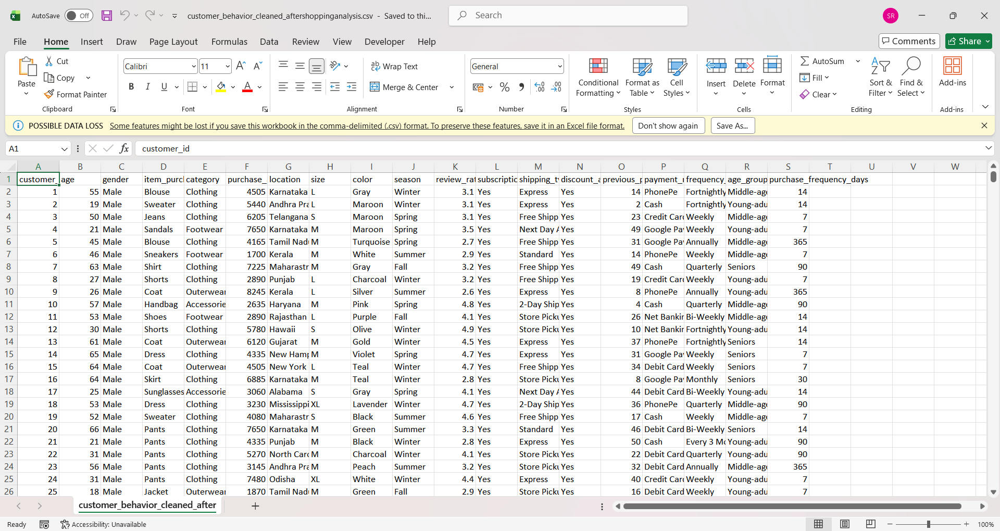 AutoSave Off customer_behavior_cleaned_aftershoppinganalysis.csv - Saved to thi... Search SR
File Home Insert Draw Page Layout Formulas Data Review View Developer Help Comments Share
Paste Cut Copy Format Painter Clipboard
Calibri 11 B I U A Font
Wrap Text Merge & Center Alignment
General % Number
Conditional Formatting Format as Table Cell Styles Styles
Insert Delete Format Cells
AutoSum Fill Clear Sort & Filter Find & Select Editing
Add-ins Add-ins
POSSIBLE DATA LOSS Some features might be lost if you save this workbook in the comma-delimited (.csv) format. To preserve these features, save it in an Excel file format. Don't show again Save As...
A1 fx customer_id
A B C D E F G H I J K L M N O P Q R S T U V W
1 customer_ age gender item_purcl category purchase_ location size color season review_rat subscriptic shipping_ty discount_a previous_p payment_r frequency_ age_group purchase_frequency_days
2 1 55 Male Blouse Clothing 4505 Karnataka L Gray Winter 3.1 Yes Express Yes 14 PhonePe Fortnightly Middle-age 14
3 2 19 Male Sweater Clothing 5440 Andhra Pra L Maroon Winter 3.1 Yes Express Yes 2 Cash Fortnightly Young-adu 14
4 3 50 Male Jeans Clothing 6205 Telangana S Maroon Spring 3.1 Yes Free Shipp Yes 23 Credit Card Weekly Middle-age 7
5 4 21 Male Sandals Footwear 7650 Karnataka M Maroon Spring 3.5 Yes Next Day A Yes 49 Google Pay Weekly Young-adu 7
6 5 45 Male Blouse Clothing 4165 Tamil Nadu M Turquoise Spring 2.7 Yes Free Shipp Yes 31 Google Pay Annually Middle-age 365
7 6 46 Male Sneakers Footwear 1700 Kerala M White Summer 2.9 Yes Standard Yes 14 PhonePe Weekly Middle-age 7
8 7 63 Male Shirt Clothing 7225 Maharastr M Gray Fall 3.2 Yes Free Shipp Yes 49 Cash Quarterly Seniors 90
9 8 27 Male Shorts Clothing 2890 Punjab L Charcoal Winter 3.2 Yes Free Shipp Yes 19 Credit Card Weekly Young-adu 7
10 9 26 Male Coat Outerwear 8245 Kerala L Silver Summer 2.6 Yes Express Yes 8 PhonePe Annually Young-adu 365
11 10 57 Male Handbag Accessorie 2635 Haryana M Pink Spring 4.8 Yes 2-Day Ship Yes 4 Cash Quarterly Middle-age 90
12 11 53 Male Shoes Footwear 2890 Rajasthan L Purple Fall 4.1 Yes Store Picku Yes 26 Net Bankin Bi-Weekly Middle-age 14
13 12 30 Male Shorts Clothing 5780 Hawaii S Olive Winter 4.9 Yes Store Picku Yes 10 Net Bankin Fortnightly Young-adu 14
14 13 61 Male Coat Outerwear 6120 Gujarat M Gold Winter 4.5 Yes Express Yes 37 PhonePe Fortnightly Seniors 14
15 14 65 Male Dress Clothing 4335 New Hamp M Violet Spring 4.7 Yes Express Yes 31 Google Pay Weekly Seniors 7
16 15 64 Male Coat Outerwear 4505 New York L Teal Winter 4.7 Yes Free Shipp Yes 34 Debit Card Weekly Seniors 7
17 16 64 Male Skirt Clothing 6885 Karnataka M Teal Winter 2.8 Yes Store Picku Yes 8 Google Pay Monthly Seniors 30
18 17 25 Male Sunglasses Accessorie 3060 Alabama S Gray Spring 4.1 Yes Next Day A Yes 44 Debit Card Bi-Weekly Young-adu 14
19 18 53 Male Dress Clothing 3230 Mississippi XL Lavender Winter 4.7 Yes 2-Day Ship Yes 36 PhonePe Quarterly Middle-age 90
20 19 52 Male Sweater Clothing 4080 Maharastr S Black Summer 4.6 Yes Free Shipp Yes 17 Cash Weekly Middle-age 7
21 20 66 Male Pants Clothing 7650 Karnataka M Green Summer 3.3 Yes Standard Yes 46 Debit Card Bi-Weekly Seniors 14
22 21 21 Male Pants Clothing 4335 Punjab M Black Winter 2.8 Yes Express Yes 50 Cash Every 3 Mo Young-adu 90
23 22 31 Male Pants Clothing 5270 North Carc M Charcoal Winter 4.1 Yes Store Picku Yes 22 Debit Card Quarterly Young-adu 90
24 23 56 Male Pants Clothing 3145 Andhra Pra M Peach Summer 3.2 Yes Store Picku Yes 32 Debit Card Annually Middle-age 365
25 24 31 Male Pants Clothing 7480 Odisha XL White Winter 4.4 Yes Express Yes 40 Credit Card Weekly Young-adu 7
26 25 18 Male Jacket Outerwear 1870 Tamil Nadu M Green Fall 2.9 Yes Store Picku Yes 16 Debit Card Weekly Young-adu 7
customer_behavior_cleaned_after
Ready Accessibility: Unavailable 100%